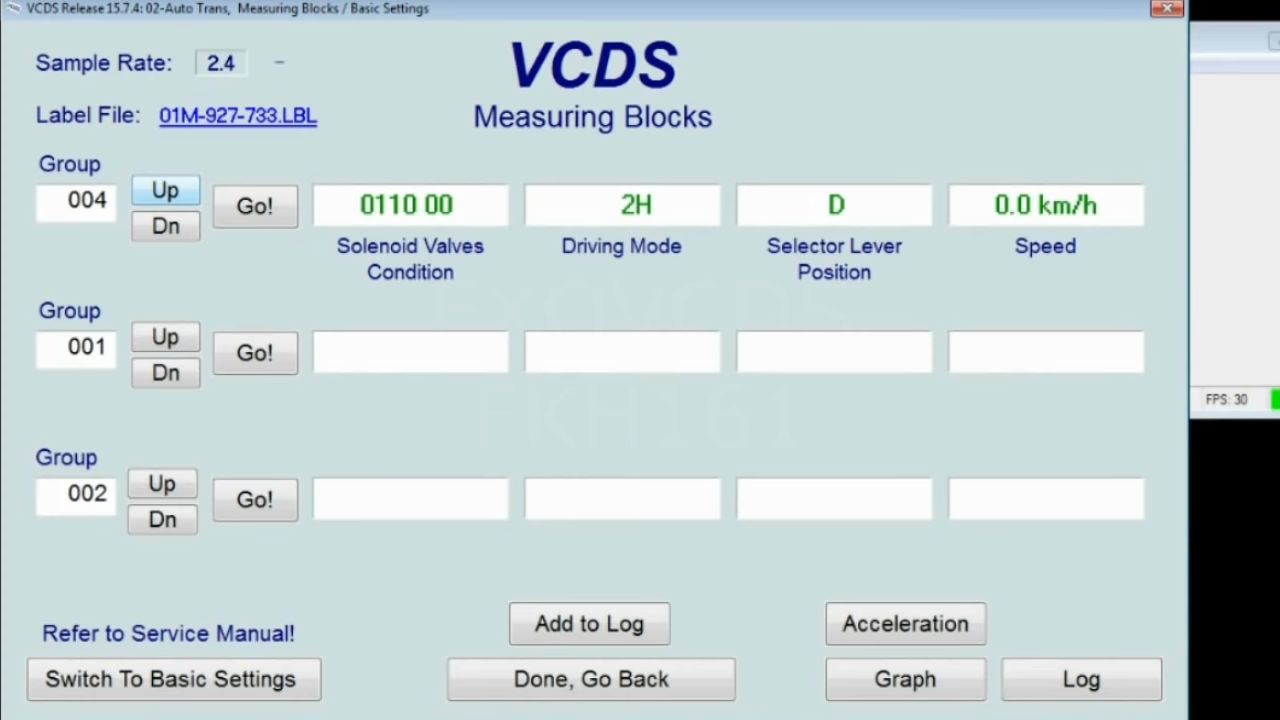 VCDS Release 15.7.4: 02-Auto Trans, Measuring Blocks / Basic Settings
Sample Rate: 2.4 -
VCDS
Measuring Blocks
Label File: 01M-927-733.LBL
Group
004 Up Dn Go! 0110 00 2H D 0.0 km/h
Solenoid Valves Condition Driving Mode Selector Lever Position Speed
Group
001 Up Dn Go!
Group
002 Up Dn Go!
FPS: 30
EXOVCDS
FKH161
Refer to Service Manual!
Add to Log Acceleration
Switch To Basic Settings Done, Go Back Graph Log